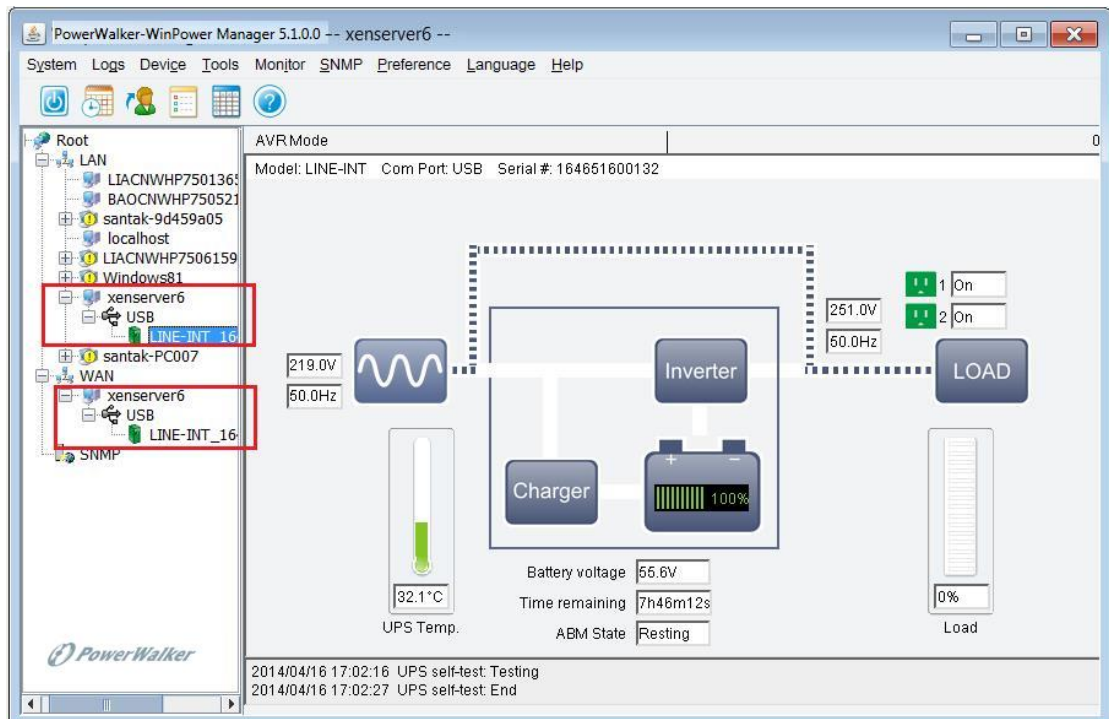 PowerWalker-WinPower Manager 5.1.0.0 -- xenserver6 --
System Logs Device Tools Monitor SNMP Preference Language Help
Root
LAN
LIACNWHP7501365
BAOCNWHP750521
santak-9d459a05
localhost
LIACNWHP7506159
Windows81
xenserver6
USB
LINE-INT_16
santak-PC007
WAN
xenserver6
USB
LINE-INT_16
SNMP
PowerWalker
AVR Mode
0
Model: LINE-INT Com Port: USB Serial #: 164651600132
219.0V
50.0Hz
Inverter
251.0V
50.0Hz
1 On
2 On
LOAD
Charger
+ −
100%
32.1°C
UPS Temp.
Battery voltage 55.6V
Time remaining 7h46m12s
ABM State Resting
0%
Load
2014/04/16 17:02:16 UPS self-test: Testing
2014/04/16 17:02:27 UPS self-test: End